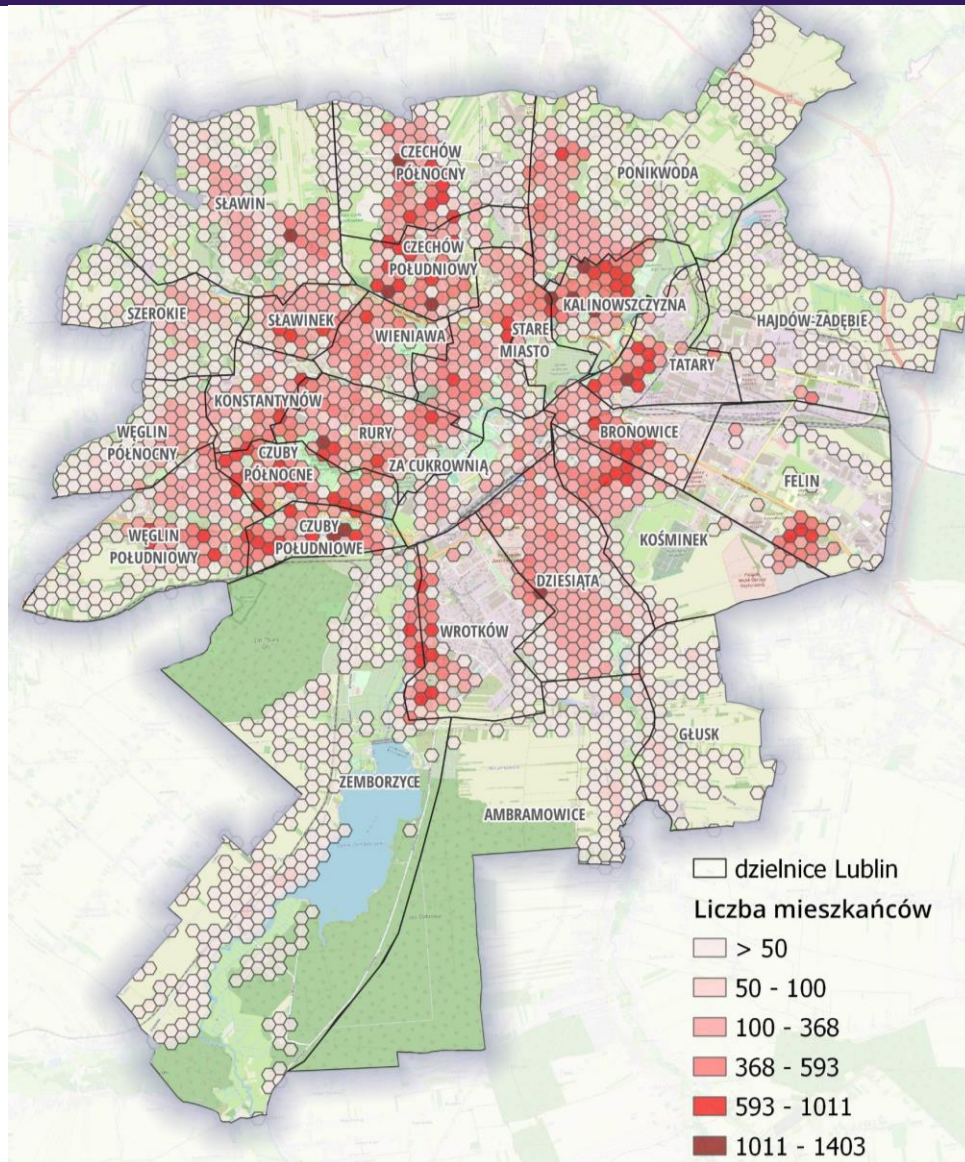 CZECHÓW
PÓŁNOCNY
PONIKWODA
SŁAWIN
CZECHÓW
POŁUDNIOWY
KALINOWSZCZYZNA
SZEROKIE
SŁAWINEK
WIENIAWA
STARE
MIASTO
HAJDÓW-ZADĘBIE
TATARY
KONSTANTYNÓW
WĘGLIN
PÓŁNOCNY
RURY
BRONOWICE
CZUBY
PÓŁNOCNE
ZA CUKROWNIĄ
FELIN
WĘGLIN
POŁUDNIOWY
CZUBY
POŁUDNIOWE
KOŚMINEK
DZIESIĄTA
WROTKÓW
GŁUSK
ZEMBORZYCE
AMBRAMOWICE
dzielnice Lublin
Liczba mieszkańców
> 50
50 - 100
100 - 368
368 - 593
593 - 1011
1011 - 1403